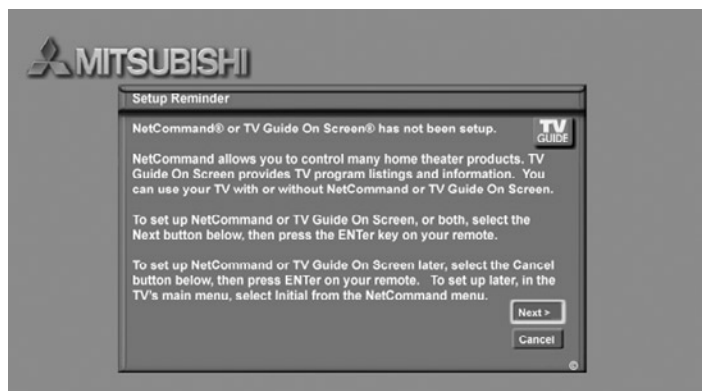 MITSUBISHI
Setup Reminder
NetCommand® or TV Guide On Screen® has not been setup.
TV
GUIDE
NetCommand allows you to control many home theater products. TV
Guide On Screen provides TV program listings and information. You
can use your TV with or without NetCommand or TV Guide On Screen.
To set up NetCommand or TV Guide On Screen, or both, select the
Next button below, then press the ENTer key on your remote.
To set up NetCommand or TV Guide On Screen later, select the Cancel
button below, then press ENTer on your remote. To set up later, in the
TV's main menu, select Initial from the NetCommand menu.
Next >
Cancel
©